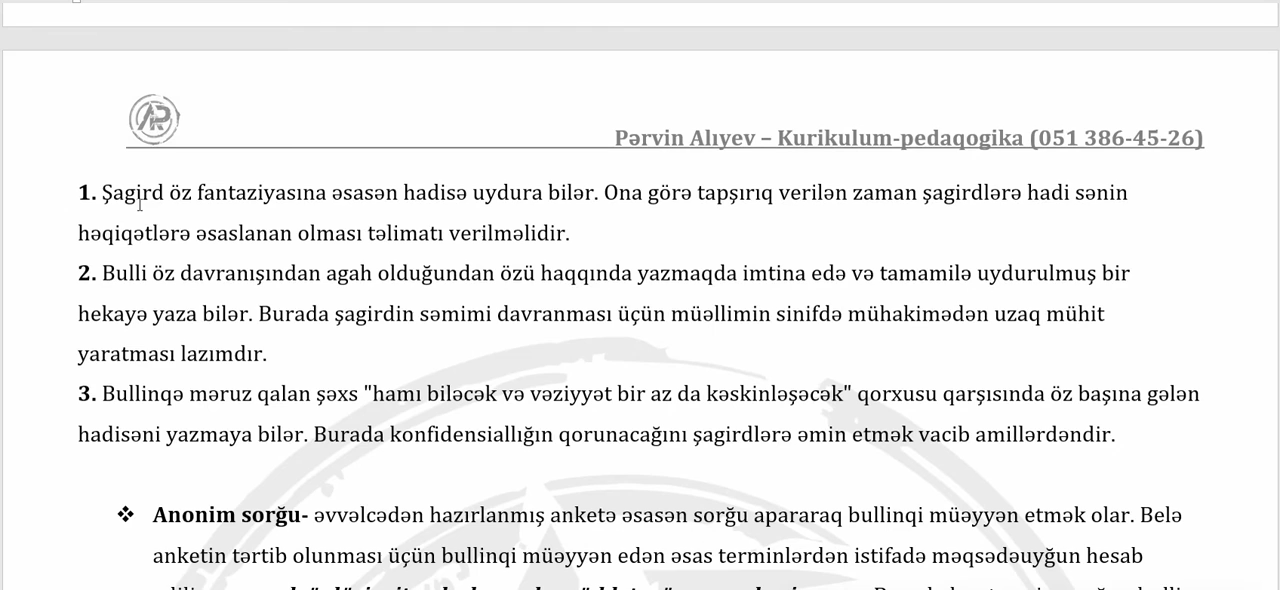 Pərvin Alıyev – Kurikulum-pedaqogika (051 386-45-26)
1. Şagird öz fantaziyasına əsasən hadisə uydura bilər. Ona görə tapşırıq verilən zaman şagirdlərə hadi sənin
həqiqətlərə əsaslanan olması təlimatı verilməlidir.
2. Bulli öz davranışından agah olduğundan özü haqqında yazmaqda imtina edə və tamamilə uydurulmuş bir
hekayə yaza bilər. Burada şagirdin səmimi davranması üçün müəllimin sinifdə mühakimədən uzaq mühit
yaratması lazımdır.
3. Bullinqə məruz qalan şəxs "hamı biləcək və vəziyyət bir az da kəskinləşəcək" qorxusu qarşısında öz başına gələn
hadisəni yazmaya bilər. Burada konfidensiallığın qorunacağını şagirdlərə əmin etmək vacib amillərdəndir.
❖ Anonim sorğu- əvvəlcədən hazırlanmış anketə əsasən sorğu apararaq bullinqi müəyyən etmək olar. Belə
anketin tərtib olunması üçün bullinqi müəyyən edən əsas terminlərdən istifadə məqsədəuyğun hesab